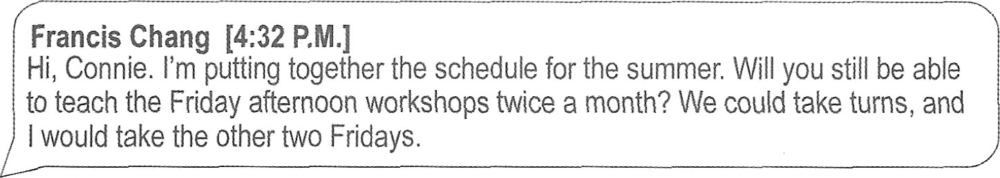 Francis Chang [4:32 P.M.]
Hi, Connie. I'm putting together the schedule for the summer. Will you still be able
to teach the Friday afternoon workshops twice a month? We could take turns, and
I would take the other two Fridays.